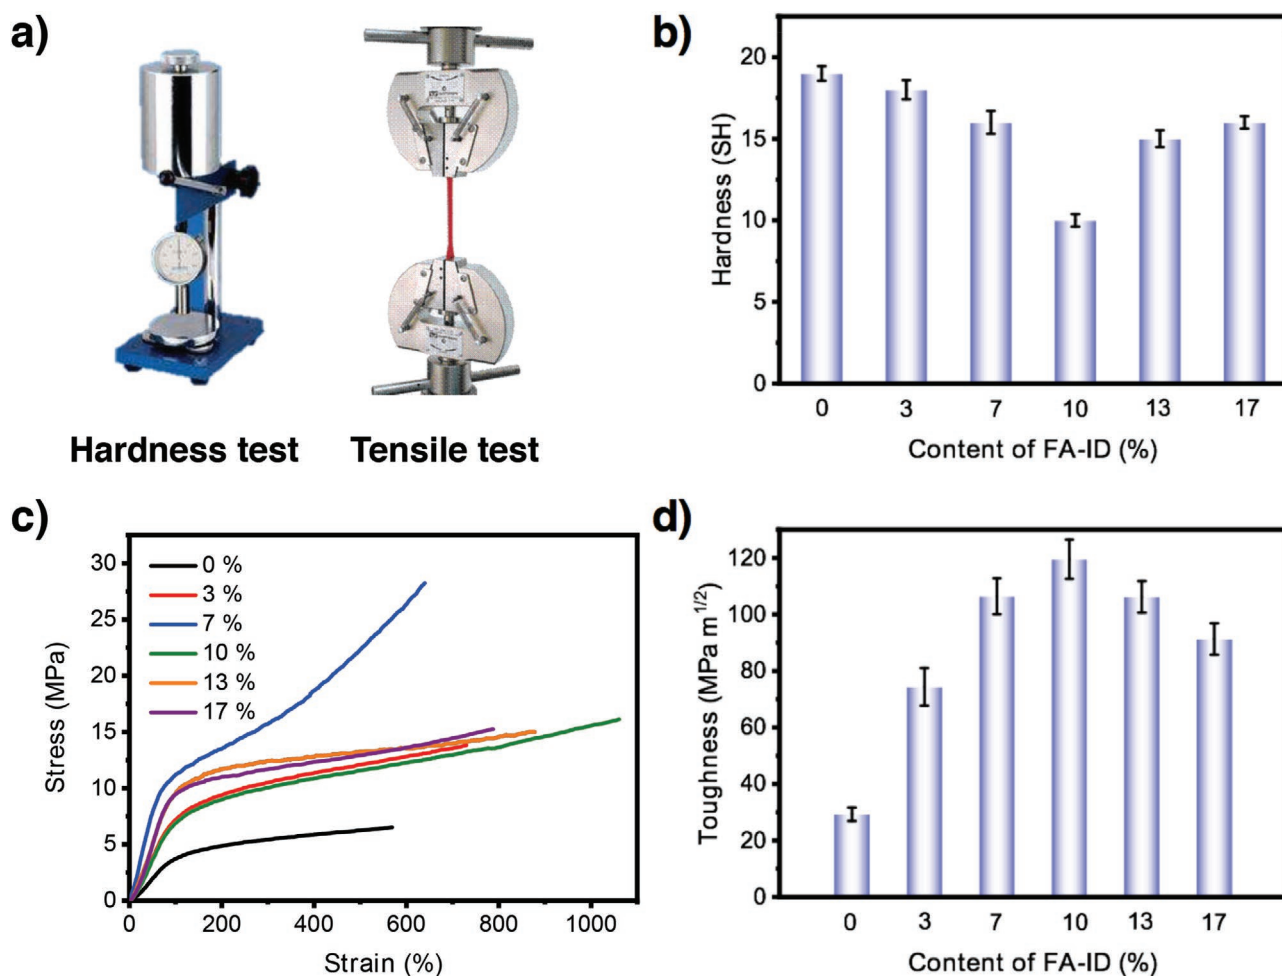 a)
Hardness test
Tensile test
b)
Hardness (SH)
20
15
10
5
0
0 3 7 10 13 17
Content of FA-ID (%)
c)
Stress (MPa)
30
25
20
15
10
5
0
0 %
3 %
7 %
10 %
13 %
17 %
0 200 400 600 800 1000
Strain (%)
d)
Toughness (MPa m1/2)
120
100
80
60
40
20
0
0 3 7 10 13 17
Content of FA-ID (%)